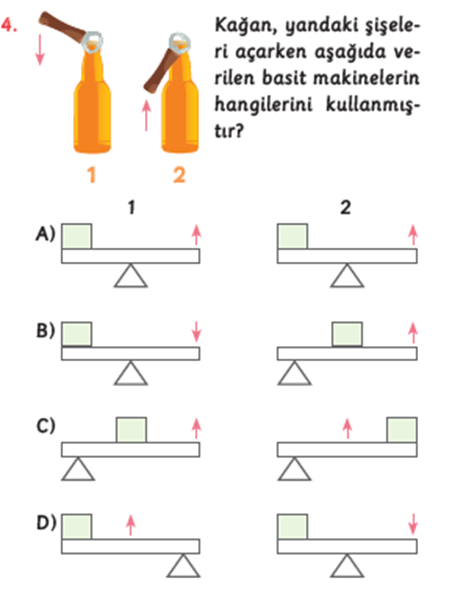 4.
Kağan, yandaki şişele-
ri açarken aşağıda ve-
rilen basit makinelerin
hangilerini kullanmış-
tır?
1 2
1 2
A)
B)
C)
D)